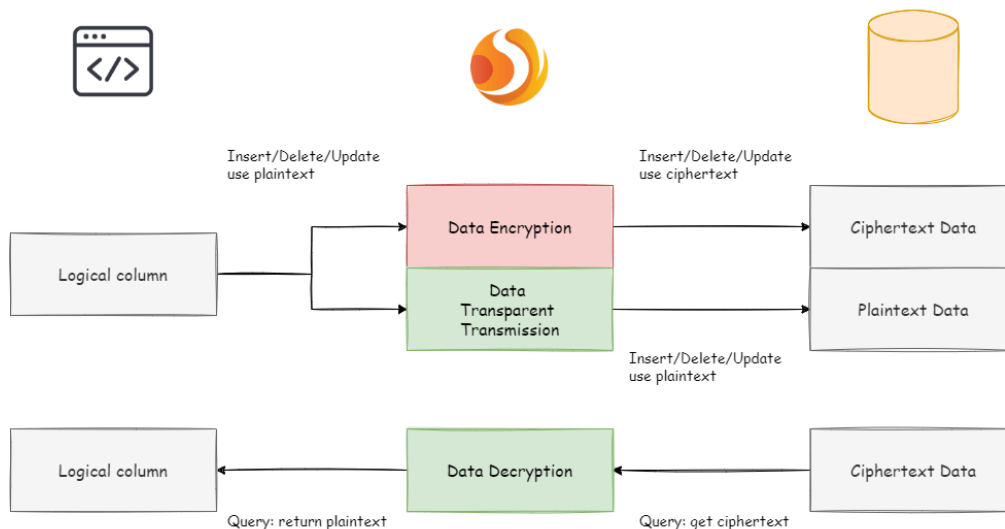 </>
Insert/Delete/Update
use plaintext
Insert/Delete/Update
use ciphertext
Logical column
Data Encryption
Ciphertext Data
Data
Transparent
Transmission
Plaintext Data
Insert/Delete/Update
use plaintext
Logical column
Data Decryption
Ciphertext Data
Query: return plaintext
Query: get ciphertext